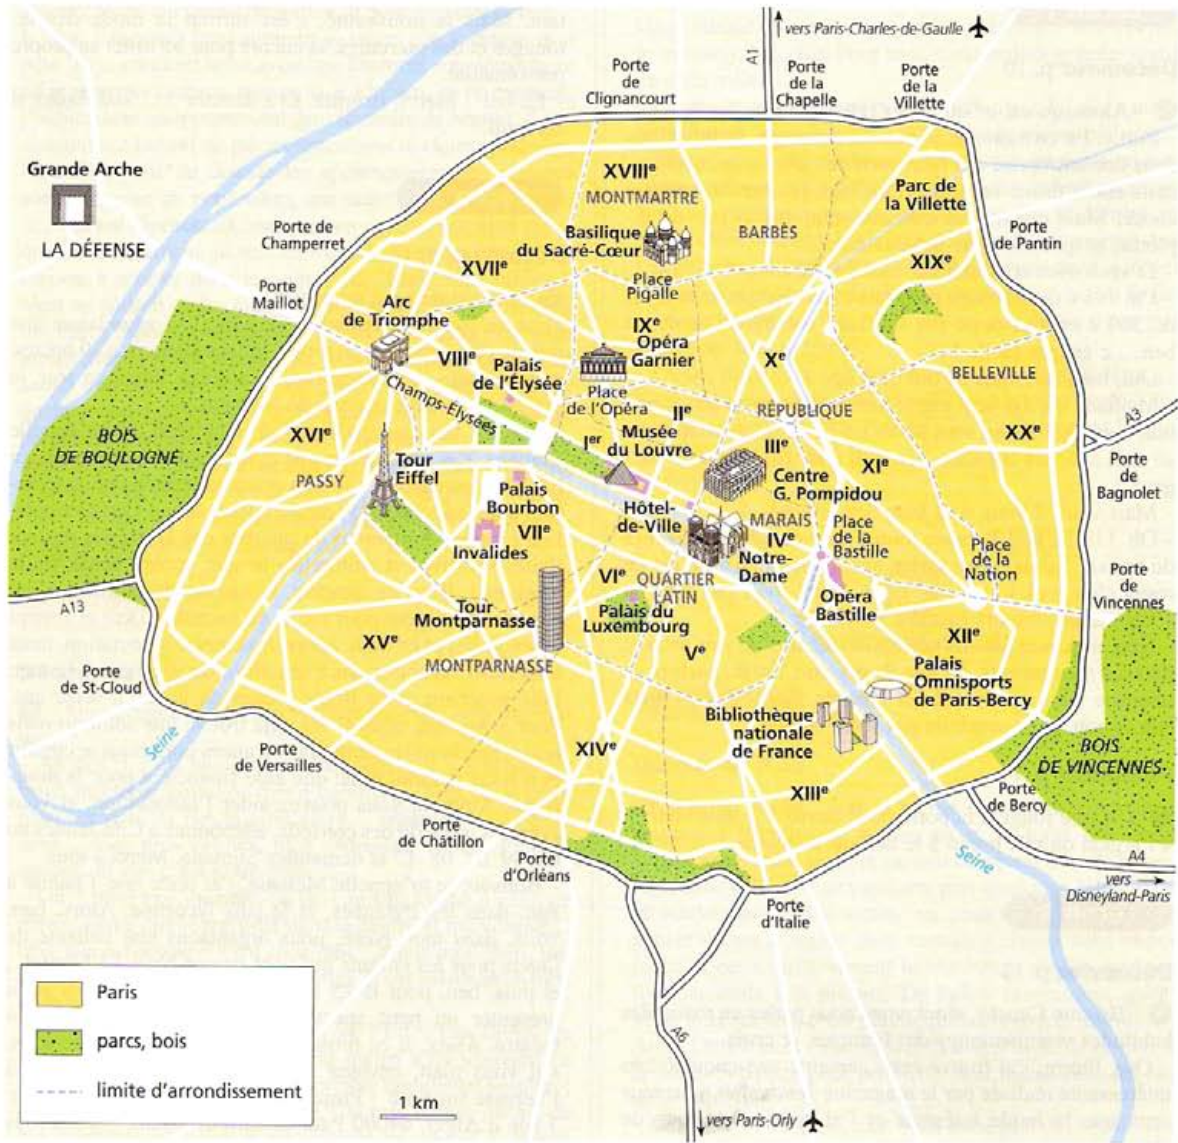 vers Paris-Charles-de-Gaulle
A1
Porte
de
Clignancourt
Porte
de la
Chapelle
Porte
de la
Villette
Grande Arche
LA DÉFENSE
XVIIIe
MONTMARTRE
Parc de
la Villette
Porte de
Champerret
Basilique
du Sacré-Cœur
BARBÈS
Porte
de Pantin
XVIIe
XIXe
Porte
Maillot
Place
Pigalle
Arc
de Triomphe
IXe
Opéra
Garnier
VIIIe
Palais
de l'Élysée
Xe
BELLEVILLE
Champs-Élysées
Place
de l'Opéra
IIe
RÉPUBLIQUE
A3
BOIS
DE BOULOGNE
XVIe
Ier
Musée
du Louvre
IIIe
XXe
PASSY
Tour
Eiffel
XIe
Centre
G. Pompidou
Porte
de
Bagnolet
Palais
Bourbon
Hôtel-
de-Ville
MARAIS
VIIe
Invalides
IVe
Notre-
Dame
Place
de la
Bastille
Place
de la
Nation
VIe
QUARTIER
LATIN
Opéra
Bastille
Porte
de
Vincennes
A13
Tour
Montparnasse
Palais du
Luxembourg
XVe
MONTPARNASSE
Ve
XIIe
Porte
de St-Cloud
Palais
Omnisports
de Paris-Bercy
Seine
Bibliothèque
nationale
de France
Porte
de Versailles
XIVe
BOIS
DE VINCENNES
XIIIe
Porte
de Bercy
Porte
de Châtillon
Porte
d'Orléans
Seine
A4
vers
Disneyland-Paris
Porte
d'Italie
Paris
parcs, bois
limite d'arrondissement
1 km
A6
vers Paris-Orly